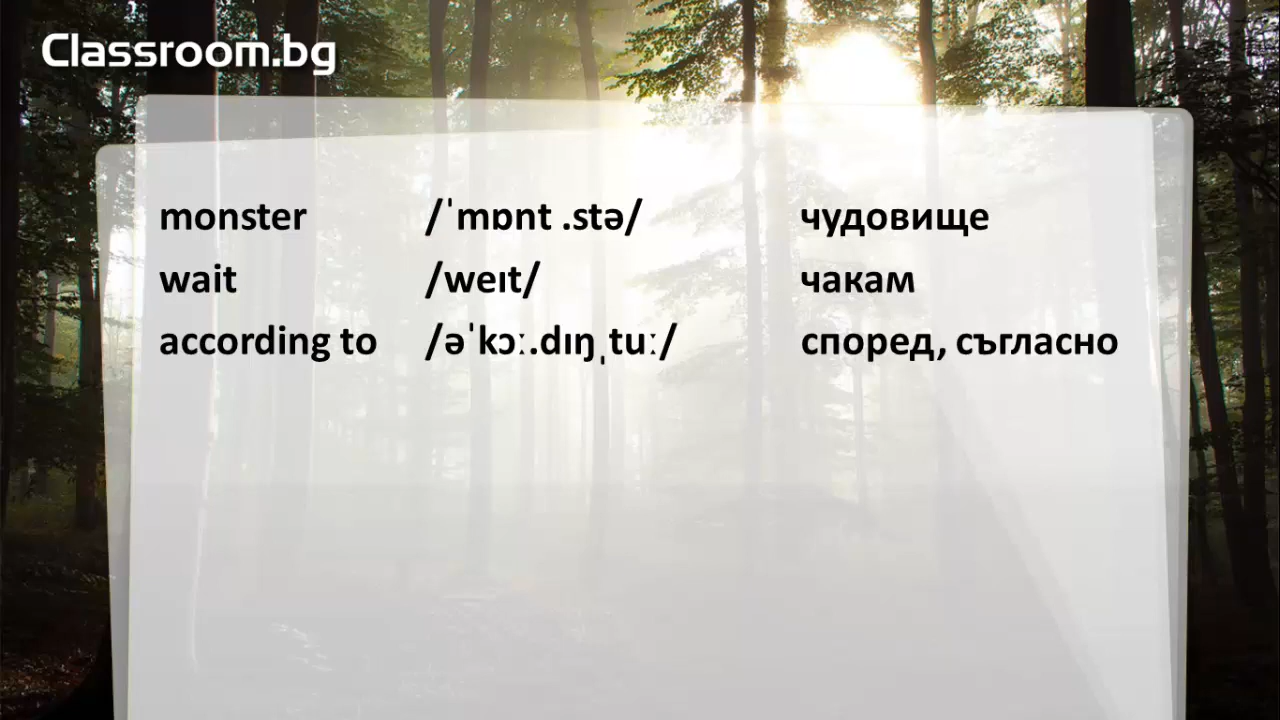 Classroom.bg
monster /ˈmɒnt .stə/ чудовище
wait /weɪt/ чакам
according to /əˈkɔː.dɪŋˌtuː/ според, съгласно